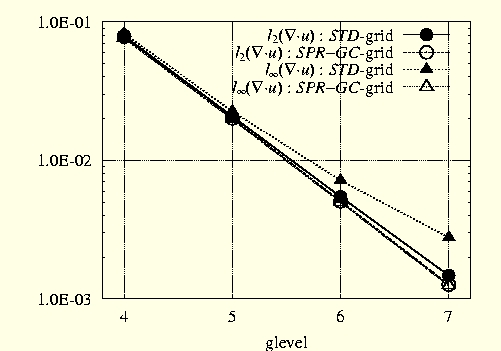 1.0E-01
l₂(∇·u) : STD-grid
l₂(∇·u) : SPR-GC-grid
l∞(∇·u) : STD-grid
l∞(∇·u) : SPR-GC-grid
1.0E-02
1.0E-03
4 5 6 7
glevel